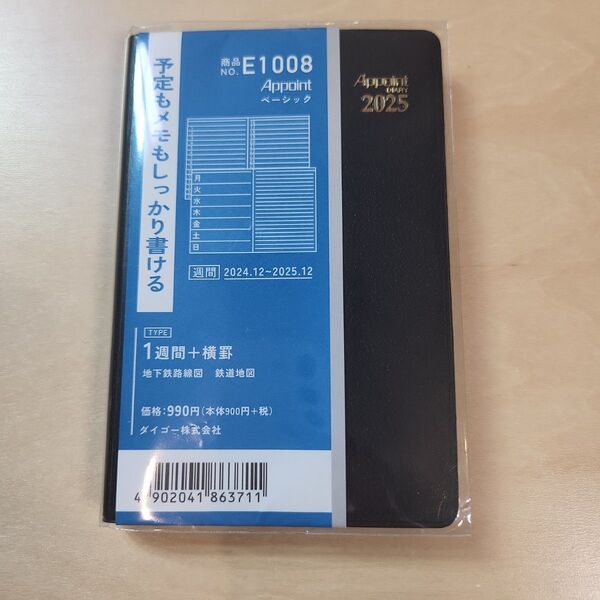 予定もメモもしっかり書ける
商品
NO. E1008
Appoint
ベーシック
月
火
水
木
金
土
日
週間 2024.12~2025.12
TYPE
1週間+横罫
地下鉄路線図 鉄道地図
価格:990円(本体900円+税)
ダイゴー株式会社
4902041 863711
Appoint
DIARY
2025